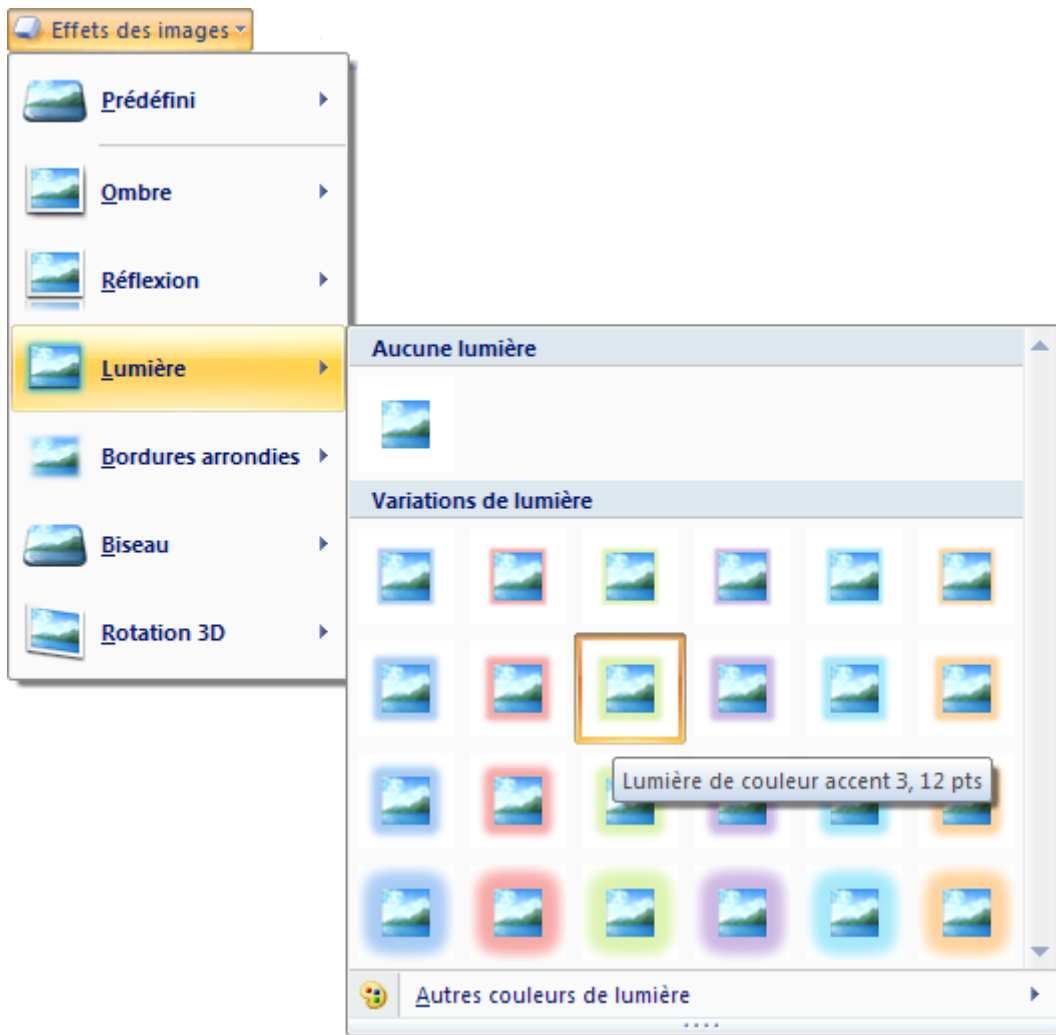 Effets des images
Prédéfini
Ombre
Réflexion
Lumière
Bordures arrondies
Biseau
Rotation 3D
Aucune lumière
Variations de lumière
Lumière de couleur accent 3, 12 pts
Autres couleurs de lumière